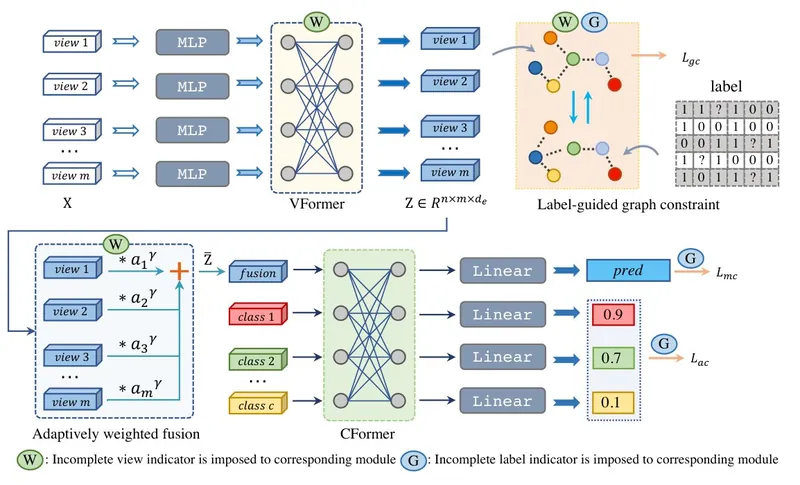 view 1 MLP W view 1 W G
view 2 MLP view 2 L_gc
view 3 MLP view 3 label
... ...
view m MLP view m
1 1 ? 1 0 0
1 0 0 1 0 0
0 0 1 1 ? 1
1 ? 1 0 0 0
1 0 1 1 ? 1
X VFormer Z ∈ R^{n×m×d_e} Label-guided graph constraint
W
view 1 * a_1^γ + Z̄ fusion Linear pred G L_mc
view 2 * a_2^γ class 1 Linear 0.9
view 3 * a_3^γ class 2 Linear 0.7 G L_ac
... ...
view m * a_m^γ class c Linear 0.1
Adaptively weighted fusion CFormer
W : Incomplete view indicator is imposed to corresponding module G : Incomplete label indicator is imposed to corresponding module